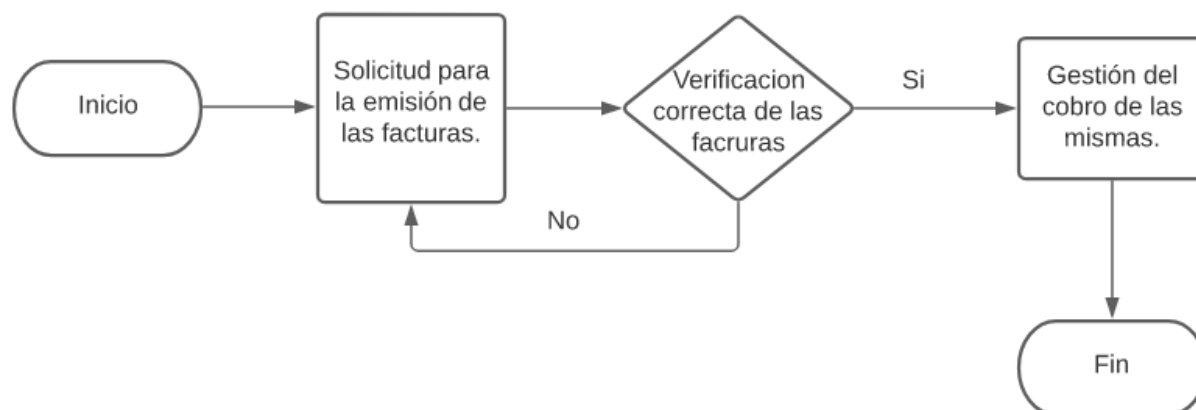 Inicio
Solicitud para
la emisión de
las facturas.
Verificacion
correcta de las
facruras
Si
Gestión del
cobro de las
mismas.
No
Fin